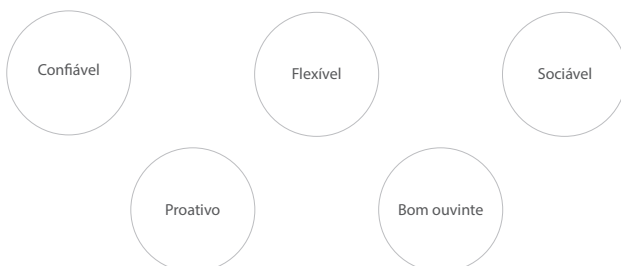 Confiável
Flexível
Sociável
Proativo
Bom ouvinte